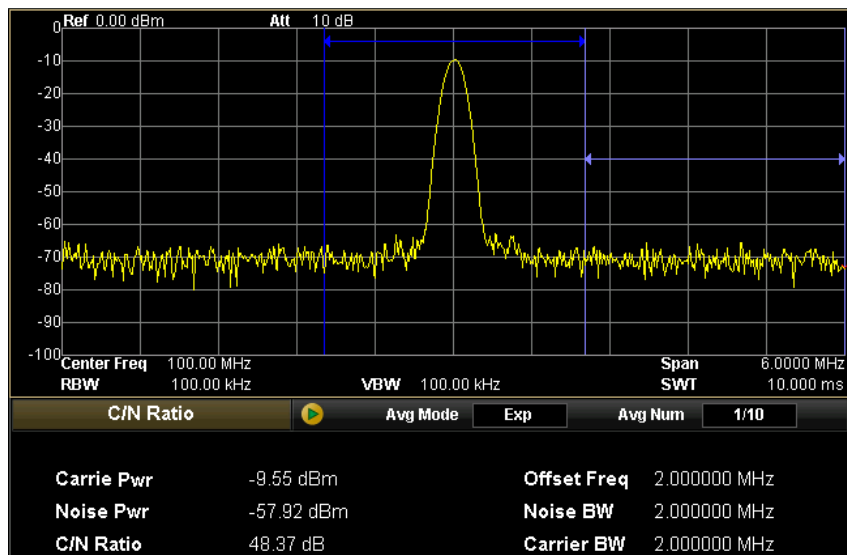 Ref 0.00 dBm Att 10 dB
0
-10
-20
-30
-40
-50
-60
-70
-80
-90
-100
Center Freq 100.00 MHz Span 6.0000 MHz
RBW 100.00 kHz VBW 100.00 kHz SWT 10.000 ms
C/N Ratio Avg Mode Exp Avg Num 1/10
Carrie Pwr -9.55 dBm Offset Freq 2.000000 MHz
Noise Pwr -57.92 dBm Noise BW 2.000000 MHz
C/N Ratio 48.37 dB Carrier BW 2.000000 MHz